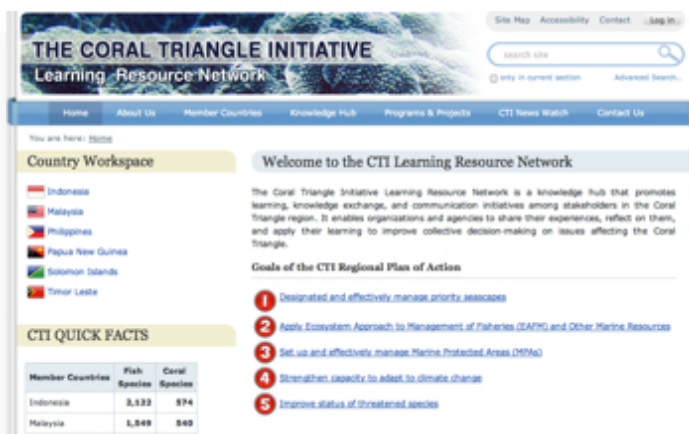 Site Map Accessibility Contact Log in
THE CORAL TRIANGLE INITIATIVE
Learning Resource Network
search site
only in current section Advanced Search...
Home About Us Member Countries Knowledge Hub Programs & Projects CTI News Watch Contact Us
You are here: Home
Country Workspace
Indonesia
Malaysia
Philippines
Papua New Guinea
Solomon Islands
Timor Leste
CTI QUICK FACTS
Member Countries Fish Species Coral Species
Indonesia 2,122 574
Malaysia 1,549 540
Welcome to the CTI Learning Resource Network
The Coral Triangle Initiative Learning Resource Network is a knowledge hub that promotes
learning, knowledge exchange, and communication initiatives among stakeholders in the Coral
Triangle region. It enables organizations and agencies to share their experiences, reflect on them,
and apply their learning to improve collective decision-making on issues affecting the Coral
Triangle.
Goals of the CTI Regional Plan of Action
1 Designated and effectively manage priority seascapes
2 Apply Ecosystem Approach to Management of Fisheries (EAFM) and Other Marine Resources
3 Set up and effectively manage Marine Protected Areas (MPAs)
4 Strengthen capacity to adapt to climate change
5 Improve status of threatened species